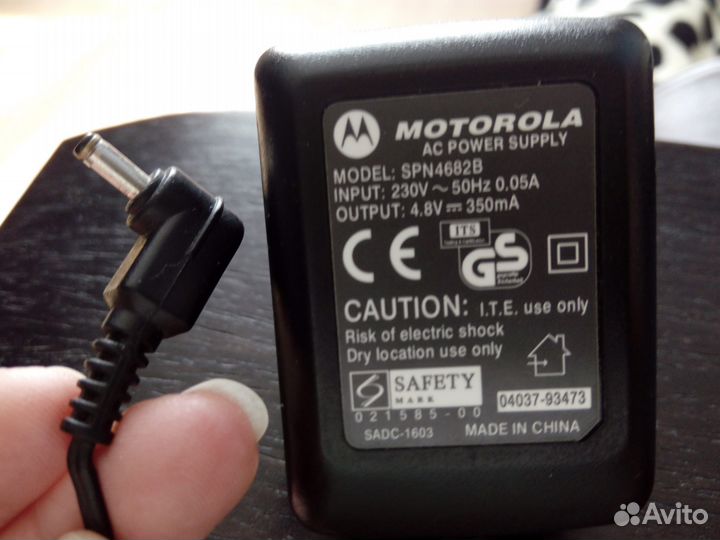 MOTOROLA
AC POWER SUPPLY
MODEL: SPN4682B
INPUT: 230V ~ 50Hz 0.05A
OUTPUT: 4.8V ⎓ 350mA
CE
ITS
GS
geprüfte Sicherheit
CAUTION: I.T.E. use only
Risk of electric shock
Dry location use only
S SAFETY
MARK
021585-00
04037-93473
SADC-1603
MADE IN CHINA
Avito